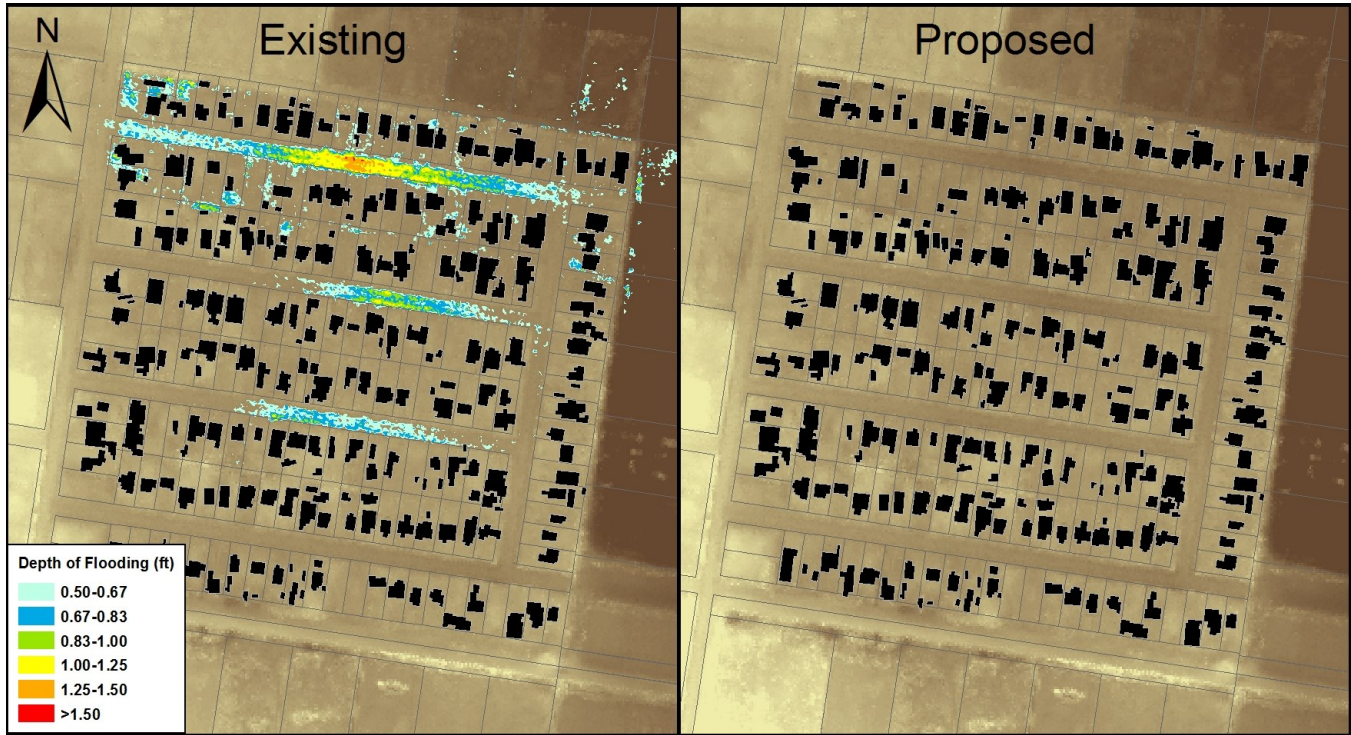 N
Existing
Proposed
Depth of Flooding (ft)
0.50-0.67
0.67-0.83
0.83-1.00
1.00-1.25
1.25-1.50
>1.50